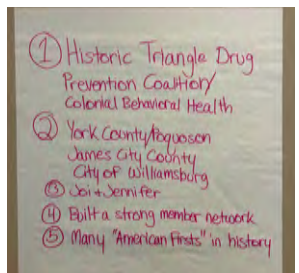 ① Historic Triangle Drug
Prevention Coalition/
Colonial Behavioral Health
② York County/Poquoson
James City County
City of Williamsburg
③ Joi + Jennifer
④ Built a strong member network
⑤ Many "American Firsts" in history